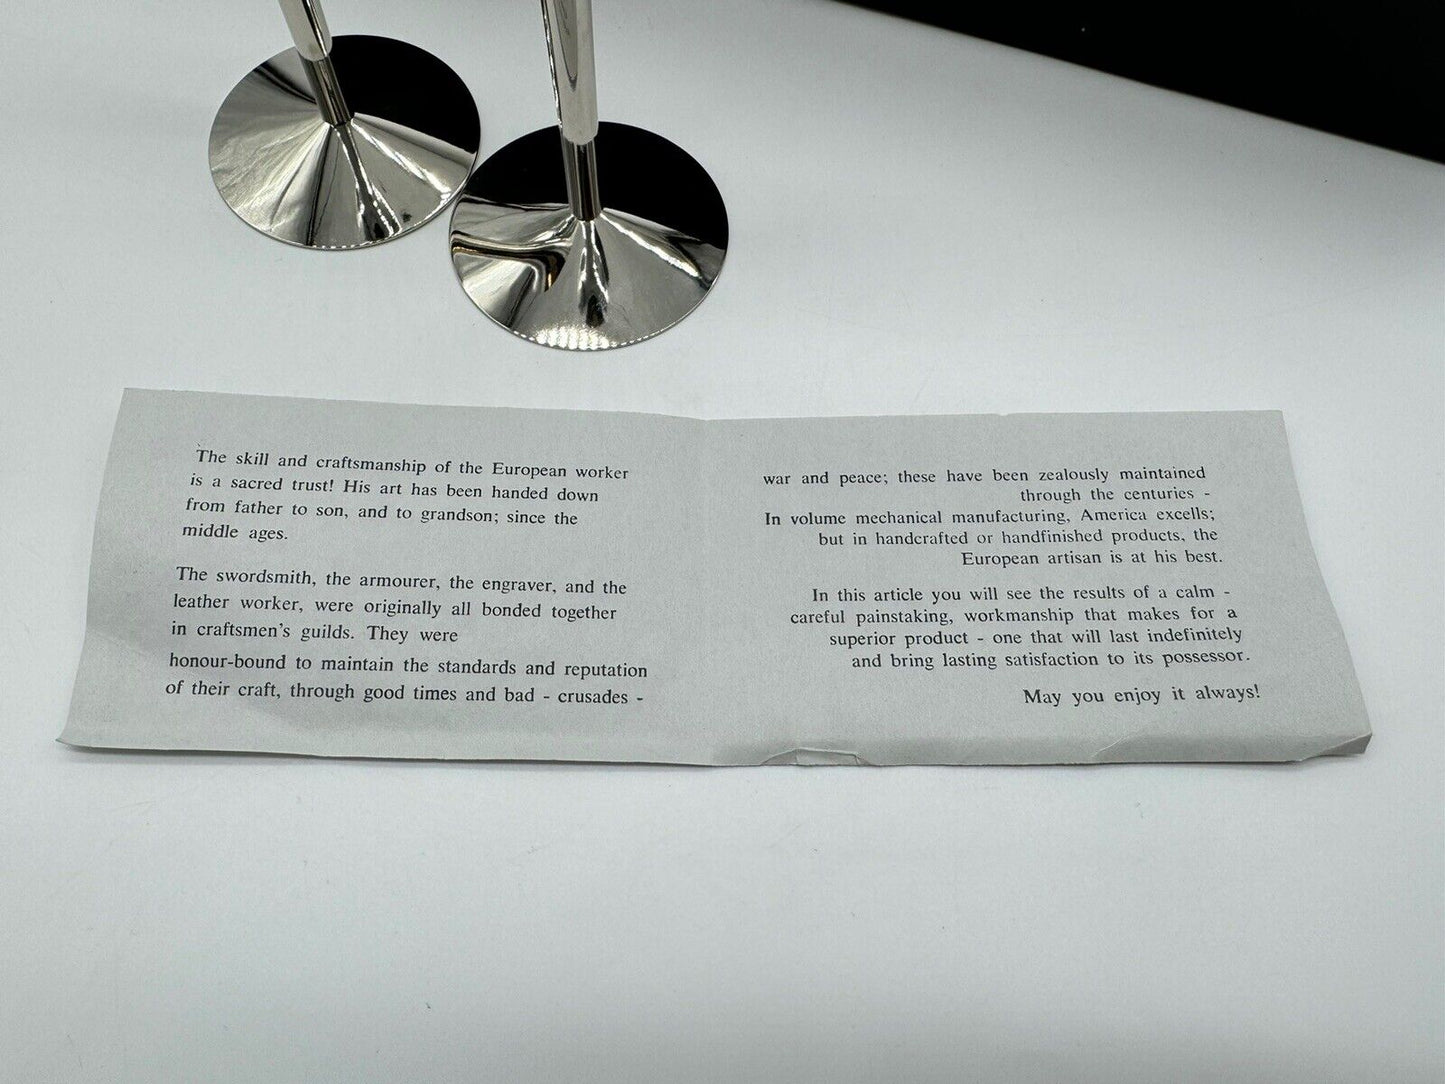 The skill and craftsmanship of the European worker
is a sacred trust! His art has been handed down
from father to son, and to grandson; since the
middle ages.
The swordsmith, the armourer, the engraver, and the
leather worker, were originally all bonded together
in craftsmen's guilds. They were
honour-bound to maintain the standards and reputation
of their craft, through good times and bad - crusades -
war and peace; these have been zealously maintained
through the centuries -
In volume mechanical manufacturing, America excells;
but in handcrafted or handfinished products, the
European artisan is at his best.
In this article you will see the results of a calm -
careful painstaking, workmanship that makes for a
superior product - one that will last indefinitely
and bring lasting satisfaction to its possessor.
May you enjoy it always!